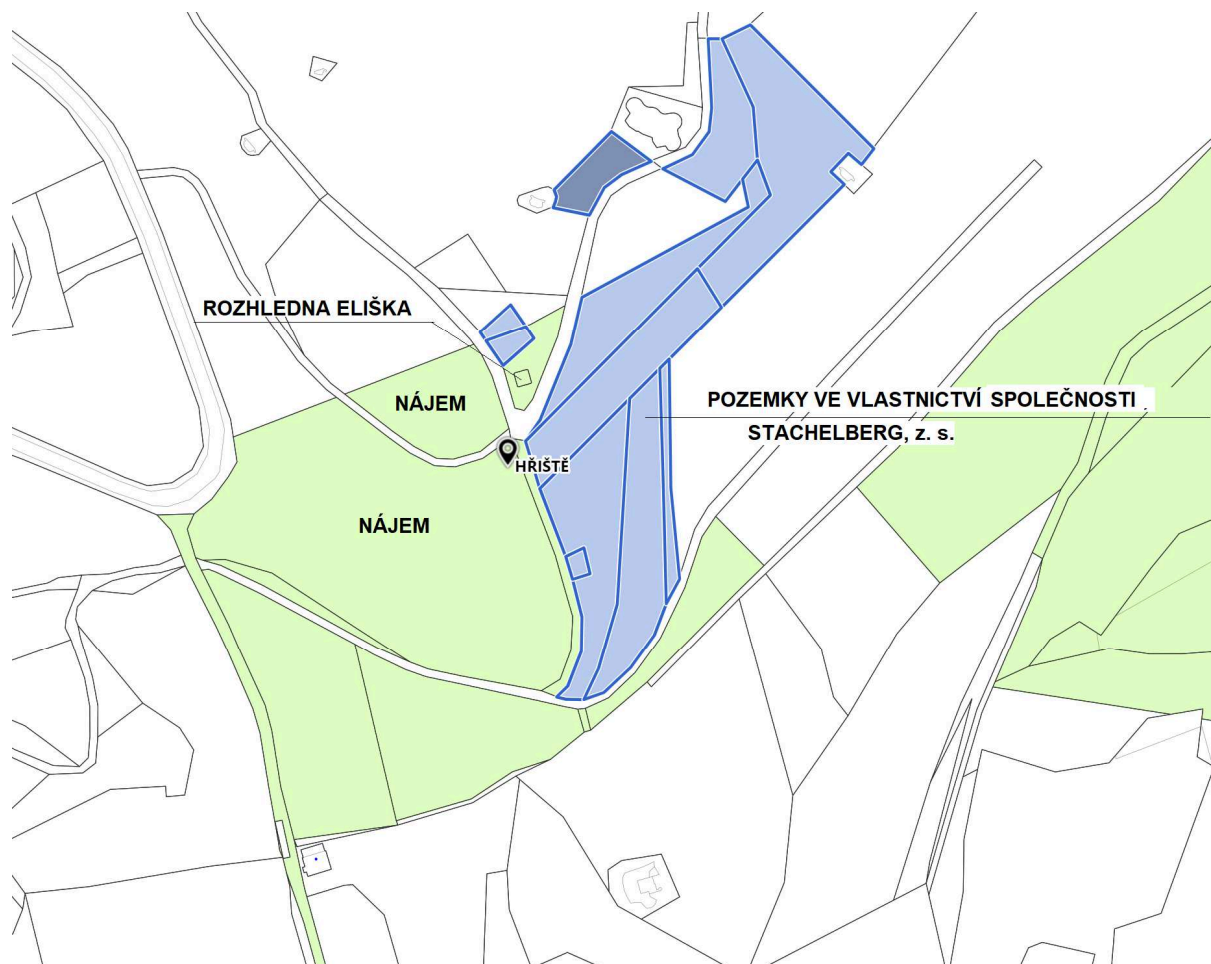 ROZHLEDNA ELIŠKA
NÁJEM
POZEMKY VE VLASTNICTVÍ SPOLEČNOSTI
STACHELBERG, z. s.
HŘIŠTĚ
NÁJEM